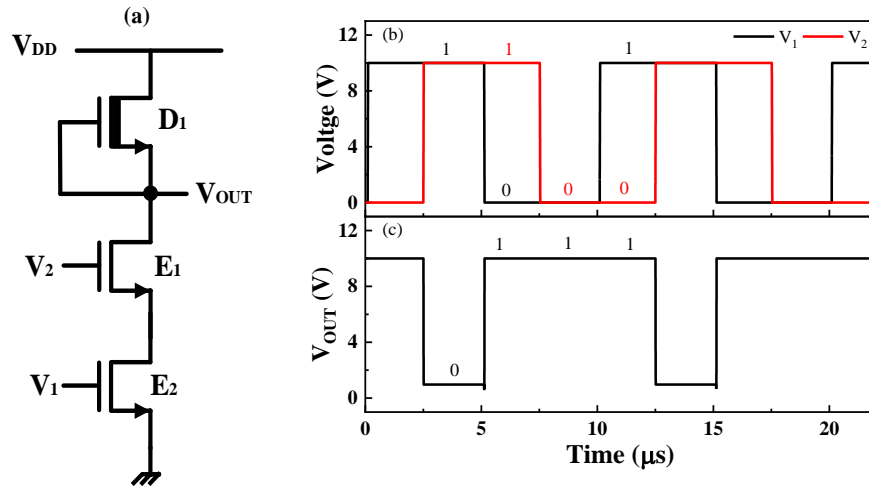 (a)
VDD
D1
VOUT
V2
E1
V1
E2
(b)
V1 V2
12
8
4
0
Voltge (V)
1 1 1
0 0 0
(c)
12
8
4
0
VOUT (V)
1 1 1
0
0 5 10 15 20
Time (μs)